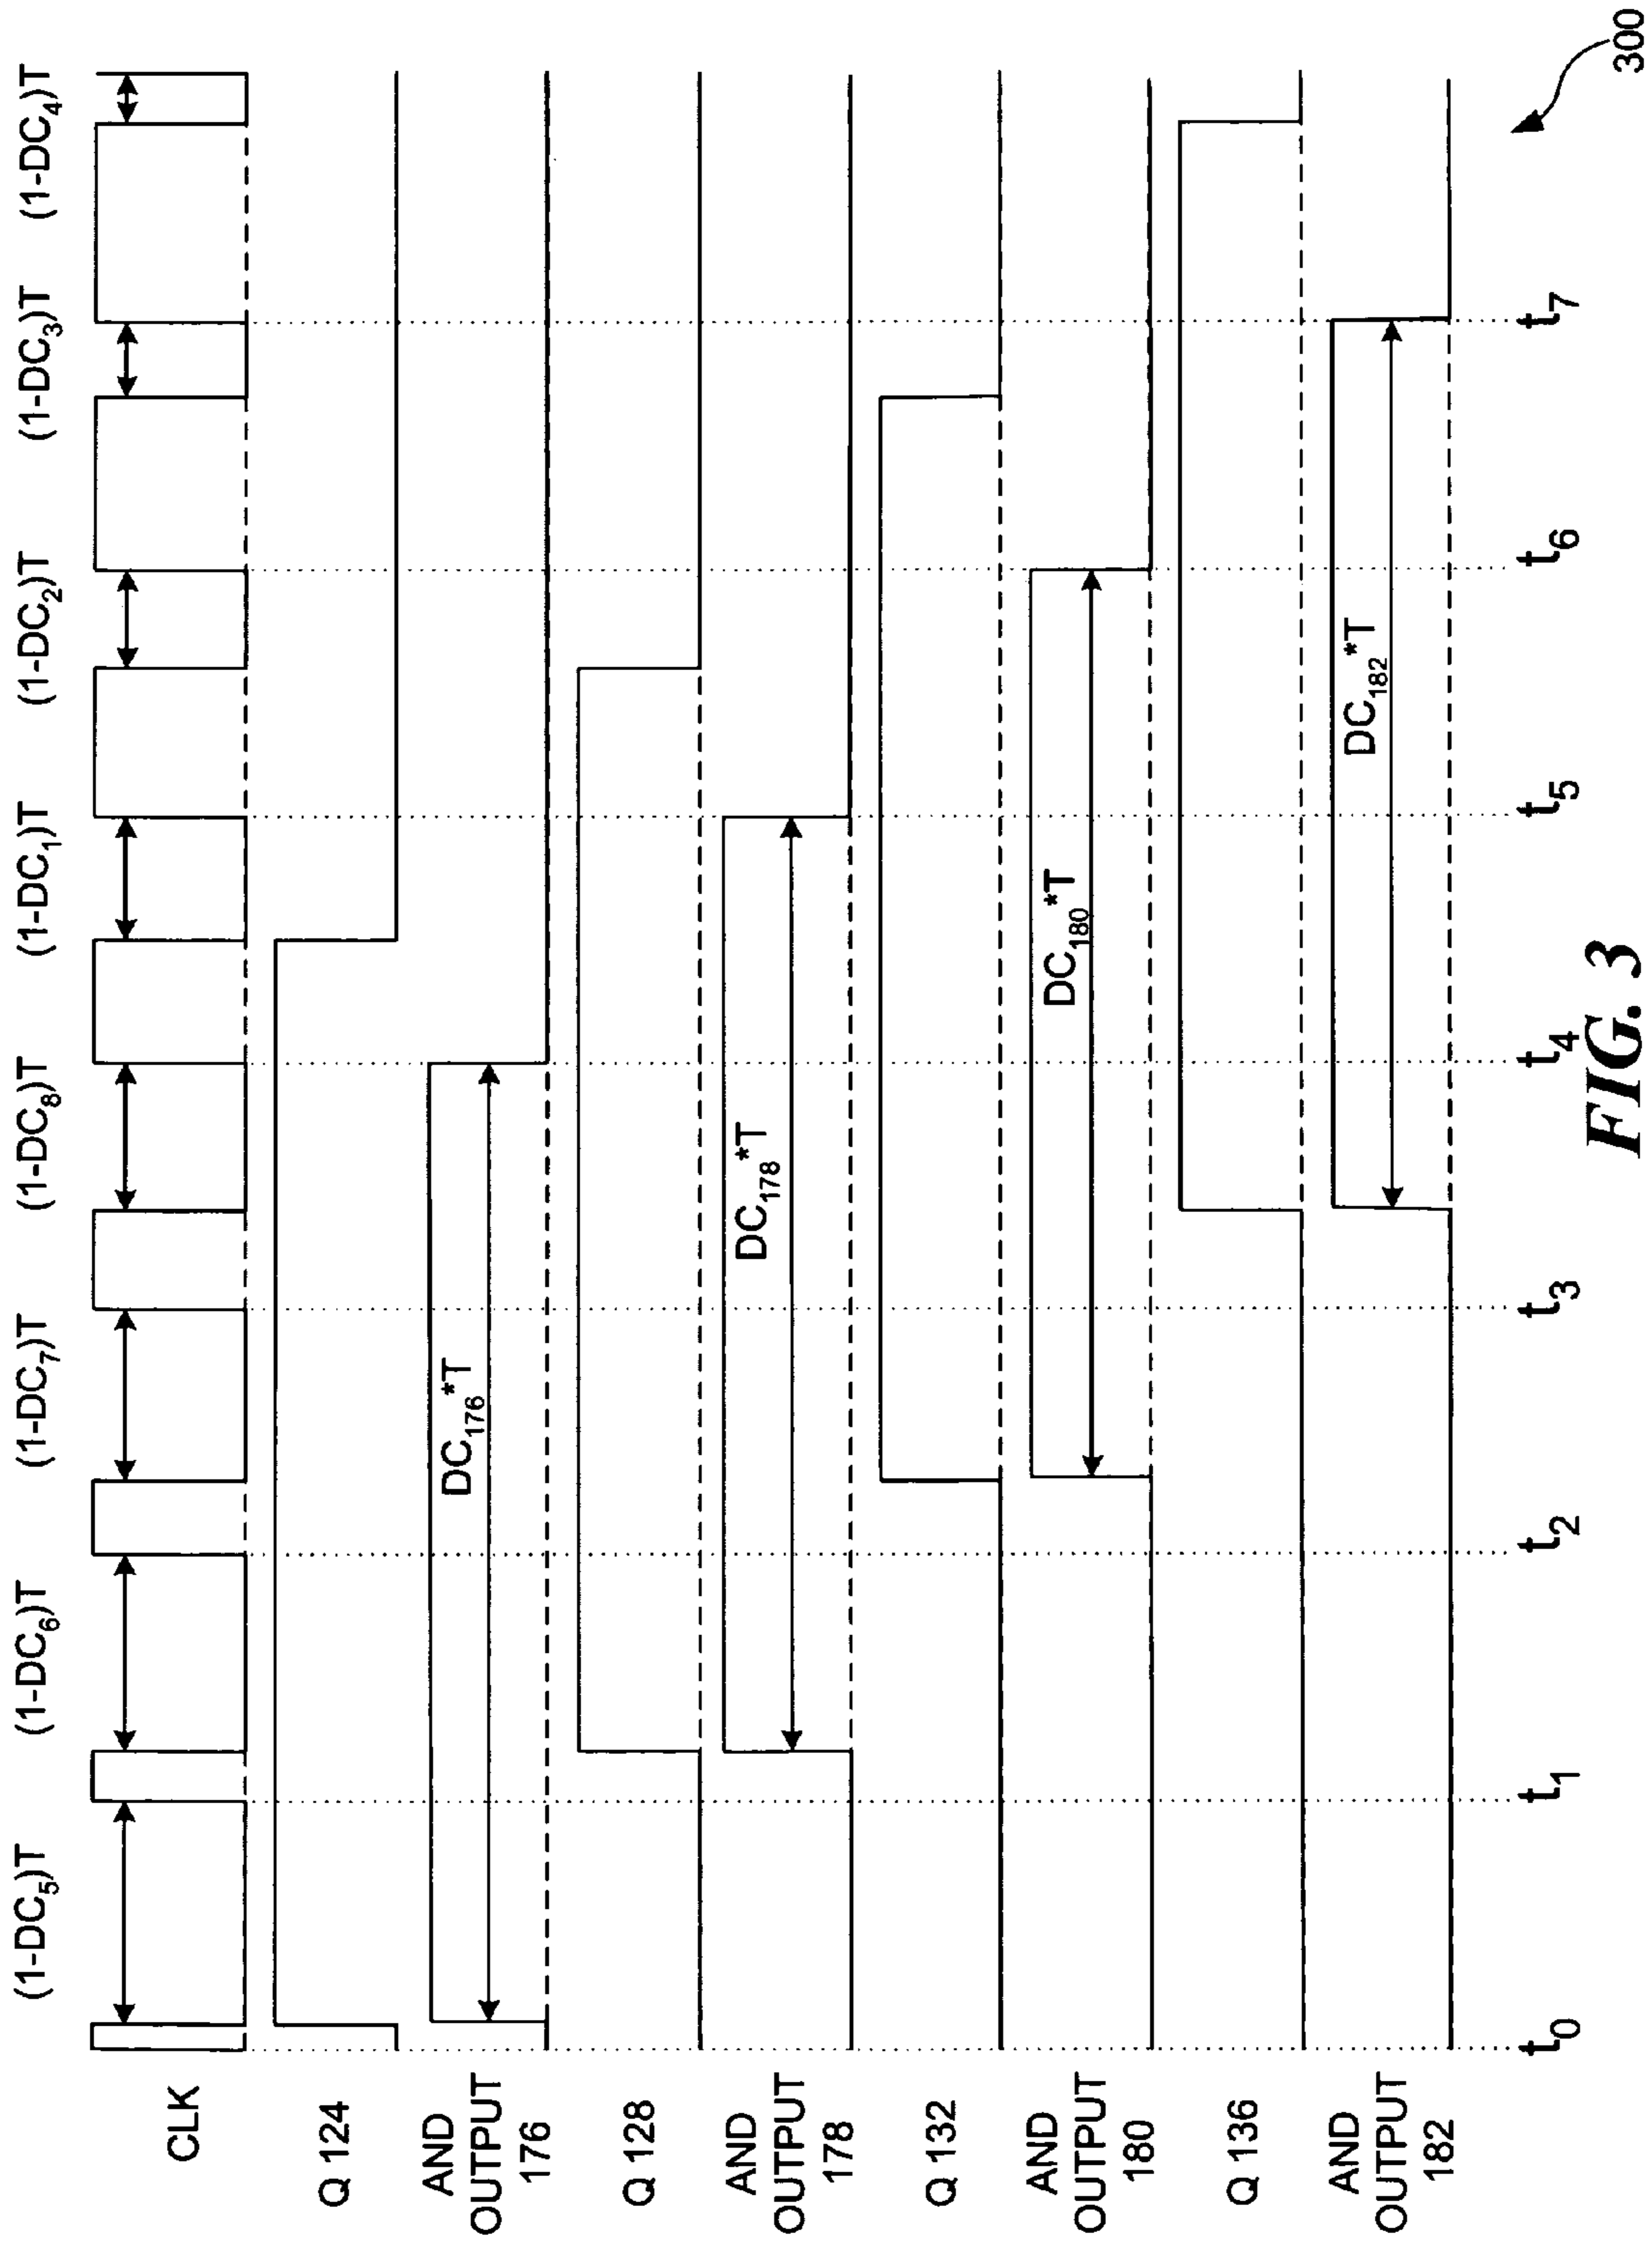 (1-DC5)T (1-DC6)T (1-DC7)T (1-DC8)T (1-DC1)T (1-DC2)T (1-DC3)T (1-DC4)T
CLK
Q 124
AND
OUTPUT
176
DC176*T
Q 128
AND
OUTPUT
178
DC178*T
Q 132
AND
OUTPUT
180
DC180*T
Q 136
AND
OUTPUT
182
DC182*T
t0 t1 t2 t3 t4 t5 t6 t7
300
FIG. 3